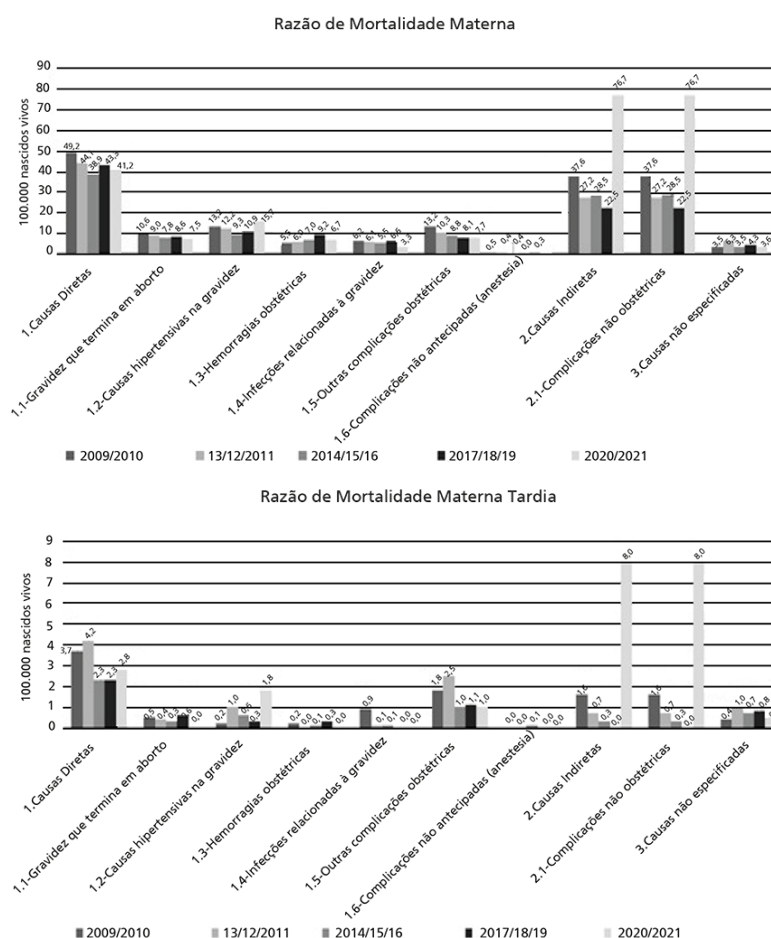 Razão de Mortalidade Materna
100.000 nascidos vivos
90
80
70
60
50
40
30
20
10
0
49,2 44,1 38,9 43,3 41,2
10,6 9,0 7,8 8,6 7,5
13,2 12,2 9,3 10,9 15,7
7,0 9,2 6,7
6,2 6,1 5,6 6,6 3,3
13,2 10,3 8,8 8,1 7,7
0,5 0,4 0,4 0,0 0,3
37,6 27,2 28,5 22,5 76,7
37,6 27,2 28,5 22,5 76,7
3,5 6,3 3,5 4,3 3,6
1.Causas Diretas
1.1-Gravidez que termina em aborto
1.2-Causas hipertensivas na gravidez
1.3-Hemorragias obstétricas
1.4-Infecções relacionadas à gravidez
1.5-Outras complicações obstétricas
1.6-Complicações não antecipadas (anestesia)
2.Causas Indiretas
2.1-Complicações não obstétricas
3.Causas não especificadas
2009/2010 13/12/2011 2014/15/16 2017/18/19 2020/2021
Razão de Mortalidade Materna Tardia
100.000 nascidos vivos
9
8
7
6
5
4
3
2
1
0
3,7 4,2 2,3 2,3 2,8
0,5 0,4 0,3 0,6 0,0
0,2 1,0 0,6 0,3 1,8
0,2 0,0 0,1 0,3 0,0
0,9 0,1 0,1 0,0 0,0
1,8 2,5 1,0 1,1 1,0
0,0 0,0 0,1 0,0 0,0
1,6 0,7 0,3 0,0 8,0
1,6 0,7 0,3 0,0 8,0
0,4 1,0 0,7 0,8
1.Causas Diretas
1.1-Gravidez que termina em aborto
1.2-Causas hipertensivas na gravidez
1.3-Hemorragias obstétricas
1.4-Infecções relacionadas à gravidez
1.5-Outras complicações obstétricas
1.6-Complicações não antecipadas (anestesia)
2.Causas Indiretas
2.1-Complicações não obstétricas
3.Causas não especificadas
2009/2010 13/12/2011 2014/15/16 2017/18/19 2020/2021